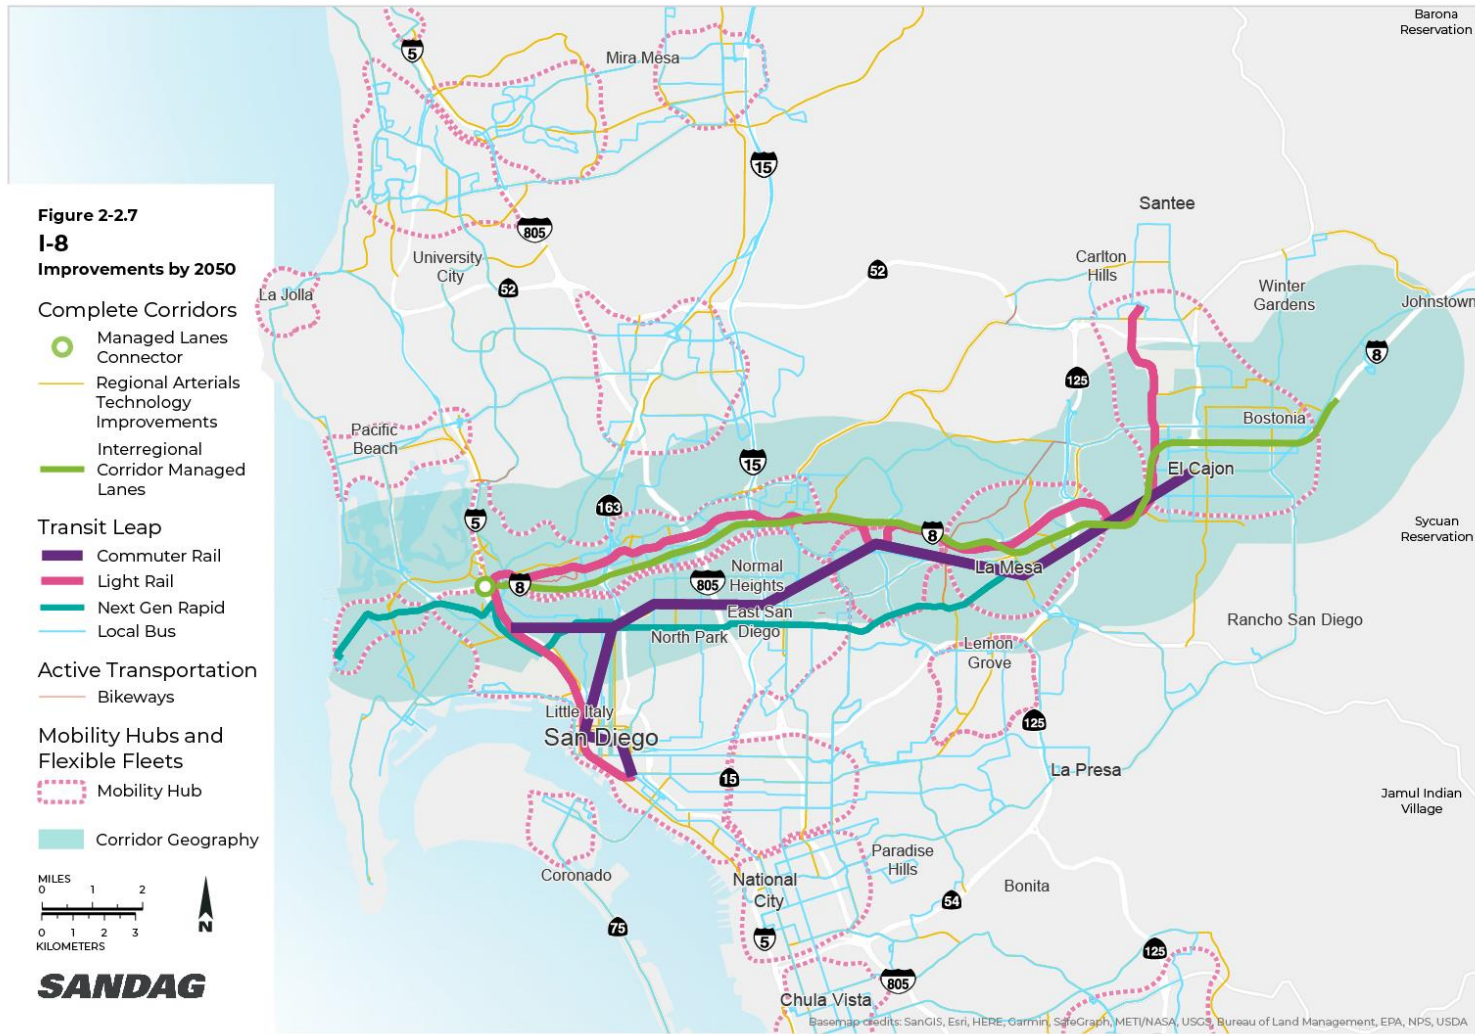 Figure 2-2.7
I-8
Improvements by 2050
Complete Corridors
Managed Lanes
Connector
Regional Arterials
Technology
Improvements
Interregional
Corridor Managed
Lanes
Transit Leap
Commuter Rail
Light Rail
Next Gen Rapid
Local Bus
Active Transportation
Bikeways
Mobility Hubs and
Flexible Fleets
Mobility Hub
Corridor Geography
MILES
0 1 2
0 1 2 3
KILOMETERS
N
SANDAG
Barona
Reservation
5
Mira Mesa
15
Santee
805
University
City
52
52
Carlton
Hills
La Jolla
Winter
Gardens
Johnstown
8
125
Pacific
Beach
Bostonia
15
El Cajon
163
5
8
Sycuan
Reservation
8
805
Normal
Heights
La Mesa
East San
Diego
North Park
Rancho San Diego
Lemon
Grove
Little Italy
San Diego
125
15
La Presa
Jamul Indian
Village
Coronado
Paradise
Hills
National
City
Bonita
54
75
5
125
805
Chula Vista
Basemap credits: SanGIS, Esri, HERE, Garmin, SafeGraph, METI/NASA, USGS, Bureau of Land Management, EPA, NPS, USDA